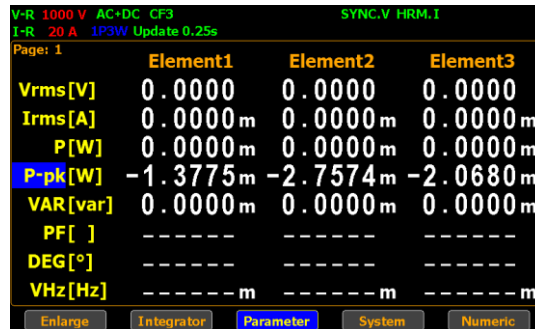 V-R 1000 V AC+DC CF3 SYNC.V HRM.I
I-R 20 A 1P3W Update 0.25s
Page: 1
Element1 Element2 Element3
Vrms[V] 0.0000 0.0000 0.0000
Irms[A] 0.0000m 0.0000m 0.0000m
P[W] 0.0000m 0.0000m 0.0000m
P-pk[W] -1.3775m -2.7574m -2.0680m
VAR[var] 0.0000m 0.0000m 0.0000m
PF[ ] ------ ------ ------
DEG[°] ------ ------ ------
VHz[Hz] ------m ------m ------m
Enlarge Integrator Parameter System Numeric